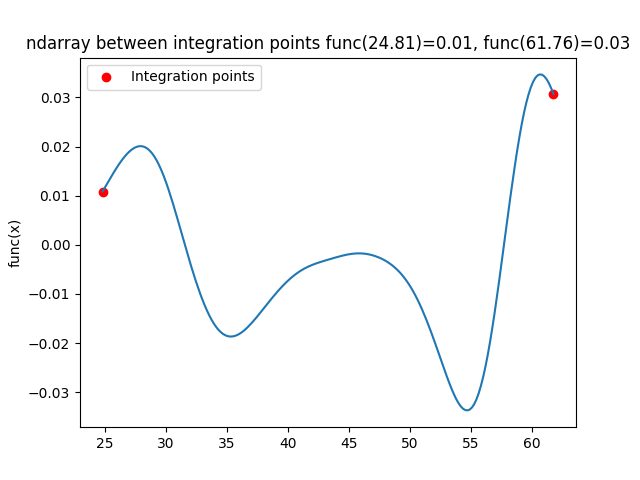 ndarray between integration points func(24.81)=0.01, func(61.76)=0.03
Integration points
func(x)
0.03
0.02
0.01
0.00
−0.01
−0.02
−0.03
25 30 35 40 45 50 55 60